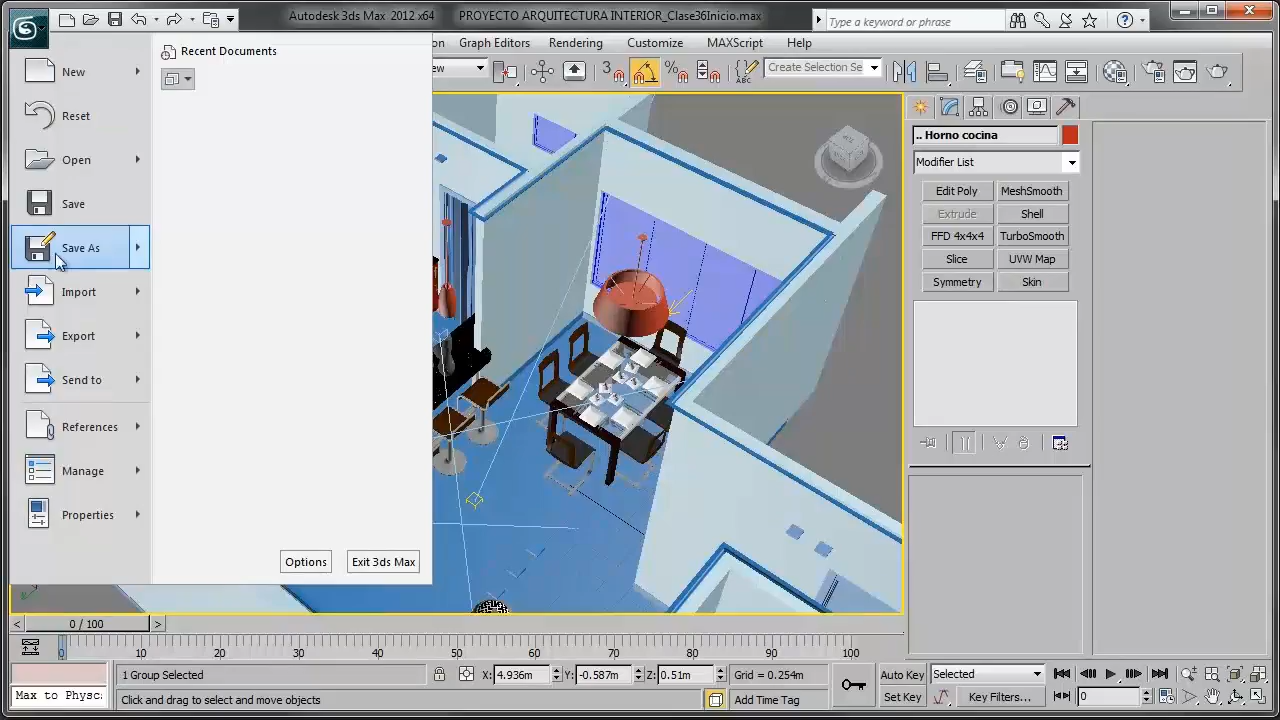 Autodesk 3ds Max 2012 x64 PROYECTO ARQUITECTURA INTERIOR_Clase36Inicio.max
Type a keyword or phrase
on Graph Editors Rendering Customize MAXScript Help
ew
3
%
ABC
Create Selection Se
Recent Documents
New
Reset
Open
Save
Save As
Import
Export
Send to
References
Manage
Properties
Options Exit 3ds Max
.. Horno cocina
Modifier List
Edit Poly MeshSmooth
Extrude Shell
FFD 4x4x4 TurboSmooth
Slice UVW Map
Symmetry Skin
< 0 / 100 >
0 10 20 30 40 50 60 70 80 90 100
1 Group Selected X: 4.936m Y: -0.587m Z: 0.51m Grid = 0.254m Auto Key Selected
Max to Physc: Click and drag to select and move objects Add Time Tag Set Key Key Filters... 0